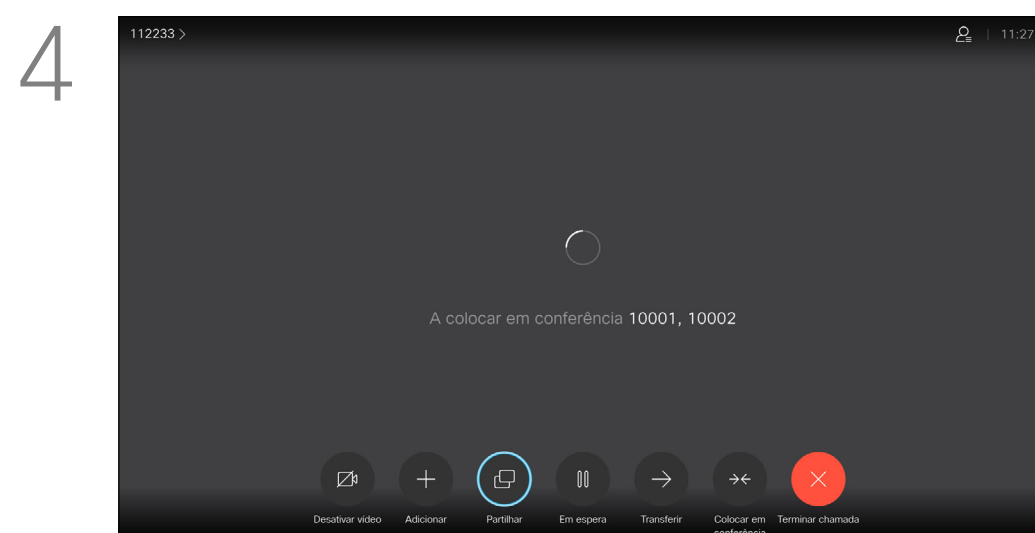 4
112233 >
11:27
A colocar em conferência 10001, 10002
Desativar vídeo
Adicionar
Partilhar
Em espera
Transferir
Colocar em
conferência
Terminar chamada